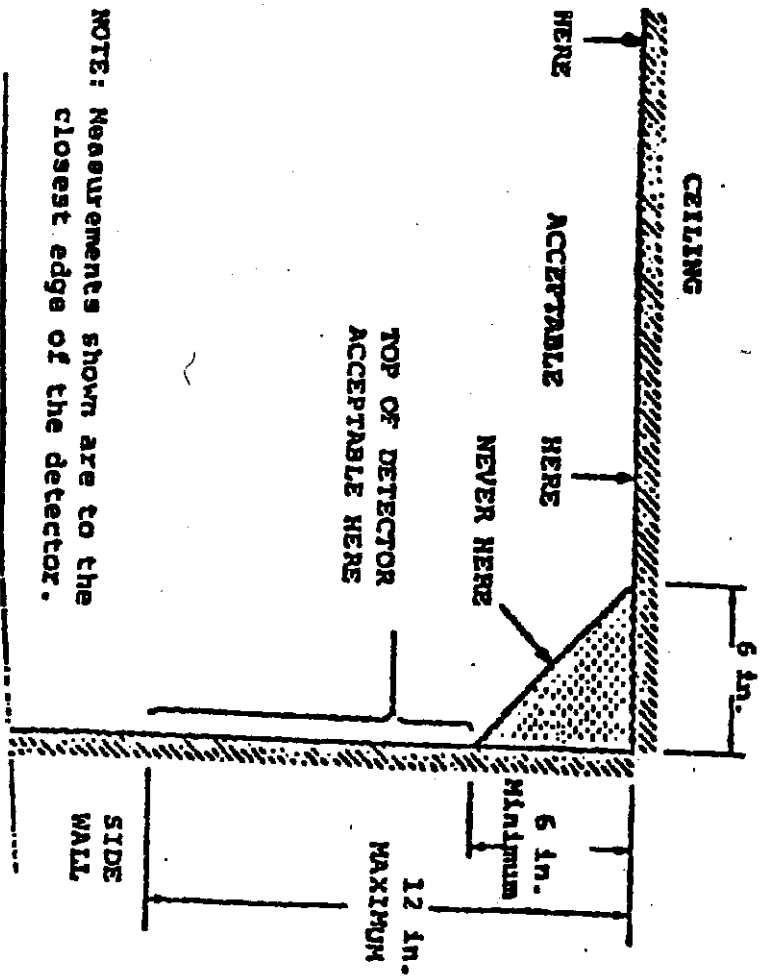 CEILING
6 in.
HERE
ACCEPTABLE HERE
NEVER HERE
6 in.
Minimum
12 in.
MAXIMUM
TOP OF DETECTOR
ACCEPTABLE HERE
SIDE
WALL
NOTE: Measurements shown are to the
closest edge of the detector.